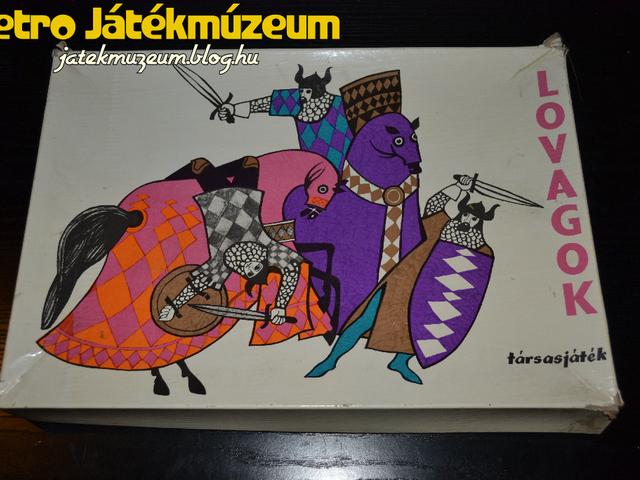 etro Játékmúzeum
jatekmuzeum.blog.hu
LOVAGOK
társasjáték